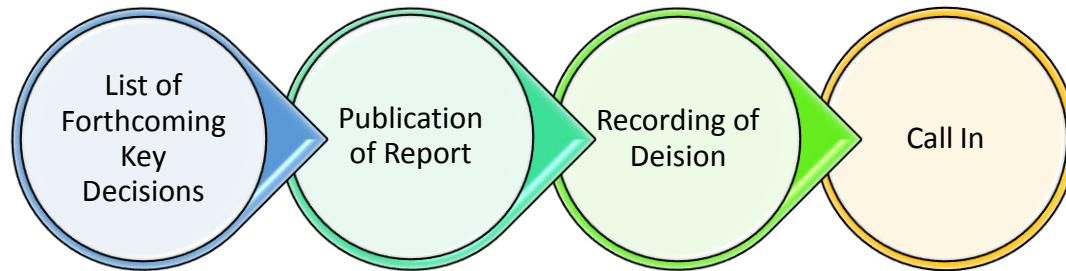 List of
Forthcoming
Key
Decisions
Publication
of Report
Recording of
Deision
Call In